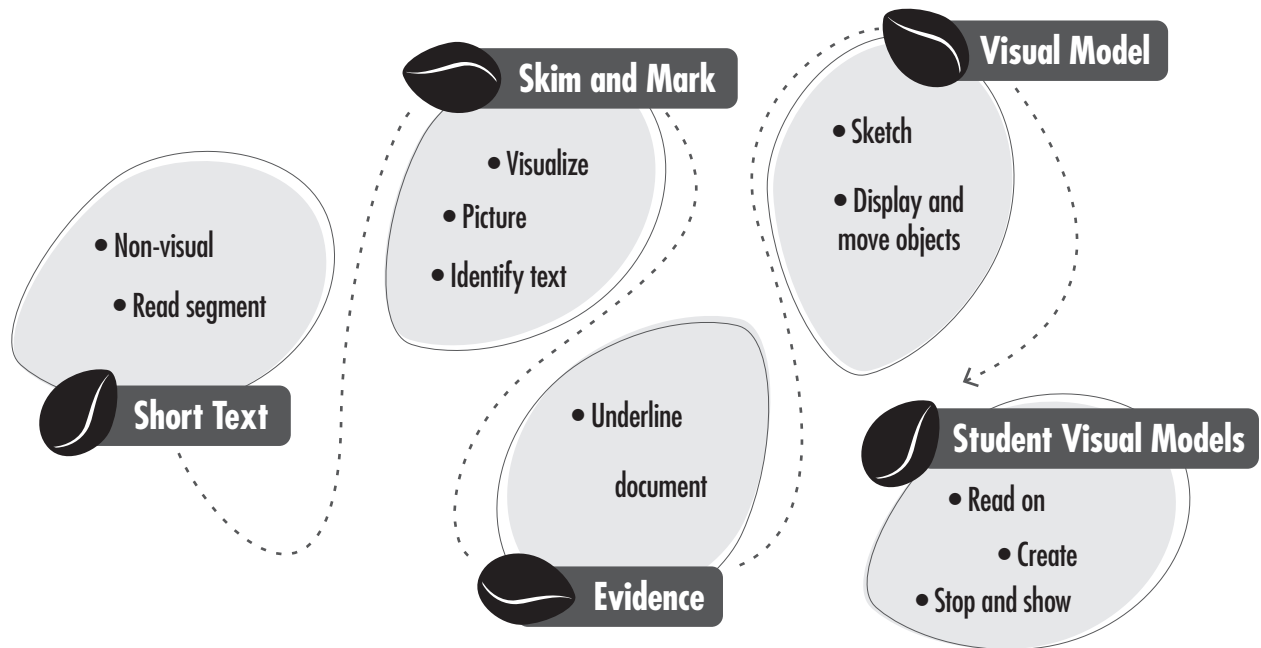 Short Text
• Non-visual
• Read segment
Skim and Mark
• Visualize
• Picture
• Identify text
Evidence
• Underline
document
Visual Model
• Sketch
• Display and
move objects
Student Visual Models
• Read on
• Create
• Stop and show